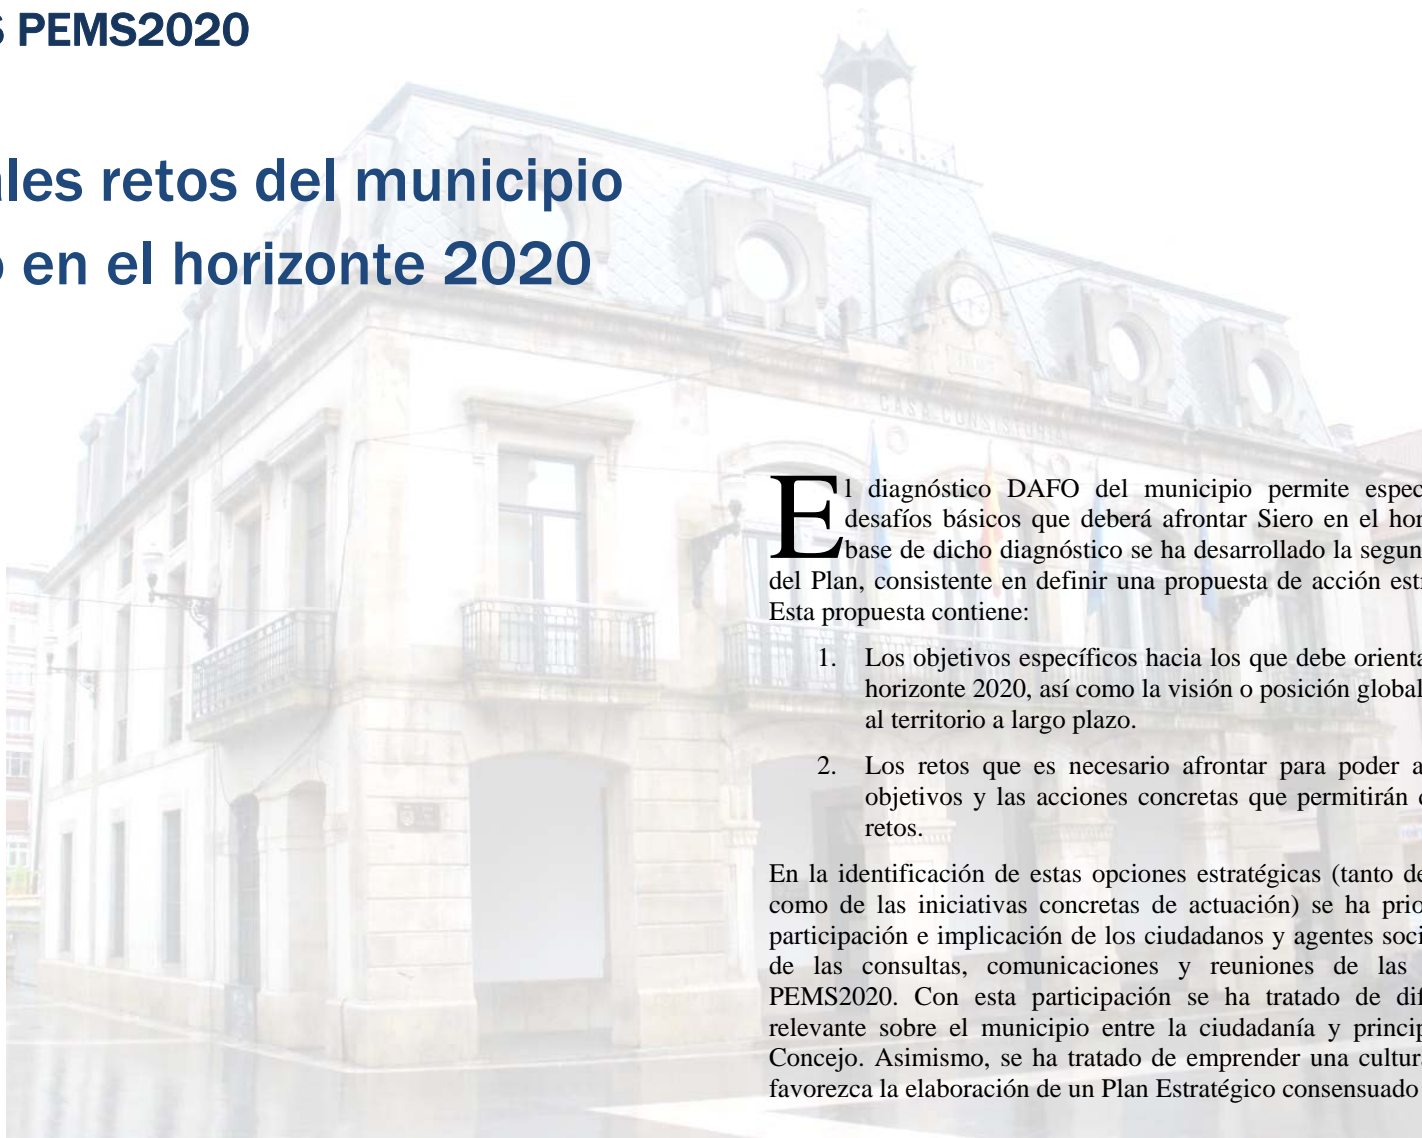 S PEMS2020
ales retos del municipio
o en el horizonte 2020
CASA CONSISTORIAL
El diagnóstico DAFO del municipio permite espec
desafíos básicos que deberá afrontar Siero en el hor
base de dicho diagnóstico se ha desarrollado la segun
del Plan, consistente en definir una propuesta de acción estr
Esta propuesta contiene:
1. Los objetivos específicos hacia los que debe orienta
horizonte 2020, así como la visión o posición global
al territorio a largo plazo.
2. Los retos que es necesario afrontar para poder a
objetivos y las acciones concretas que permitirán
retos.
En la identificación de estas opciones estratégicas (tanto de
como de las iniciativas concretas de actuación) se ha prio
participación e implicación de los ciudadanos y agentes soci
de las consultas, comunicaciones y reuniones de las
PEMS2020. Con esta participación se ha tratado de dif
relevante sobre el municipio entre la ciudadanía y princip
Concejo. Asimismo, se ha tratado de emprender una cultura
favorezca la elaboración de un Plan Estratégico consensuado